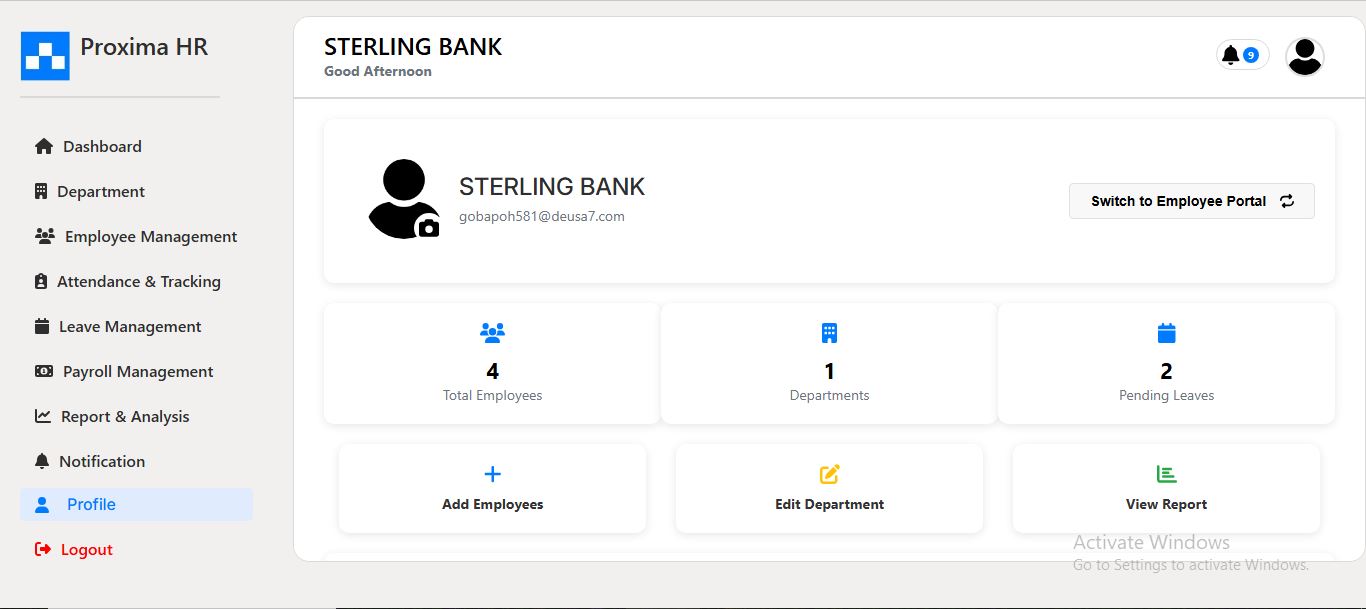 Proxima HR
Dashboard
Department
Employee Management
Attendance & Tracking
Leave Management
Payroll Management
Report & Analysis
Notification
Profile
Logout
STERLING BANK
Good Afternoon
9
STERLING BANK
gobapoh581@deusa7.com
Switch to Employee Portal
4
Total Employees
1
Departments
2
Pending Leaves
Add Employees
Edit Department
View Report
Activate Windows
Go to Settings to activate Windows.